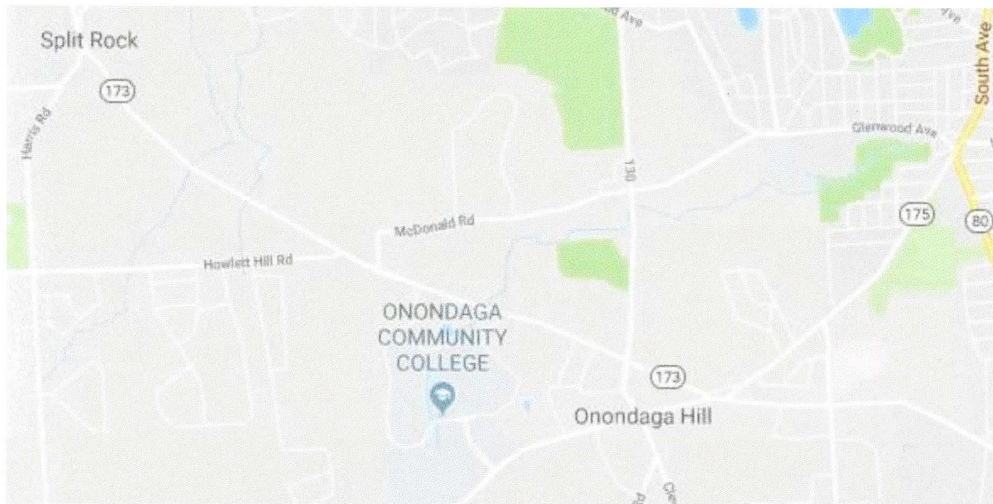 Split Rock
173
Harris Rd
Ave
South Ave
Glenwood Ave
130
McDonald Rd
175
80
Howlett Hill Rd
ONONDAGA
COMMUNITY
COLLEGE
173
Onondaga Hill